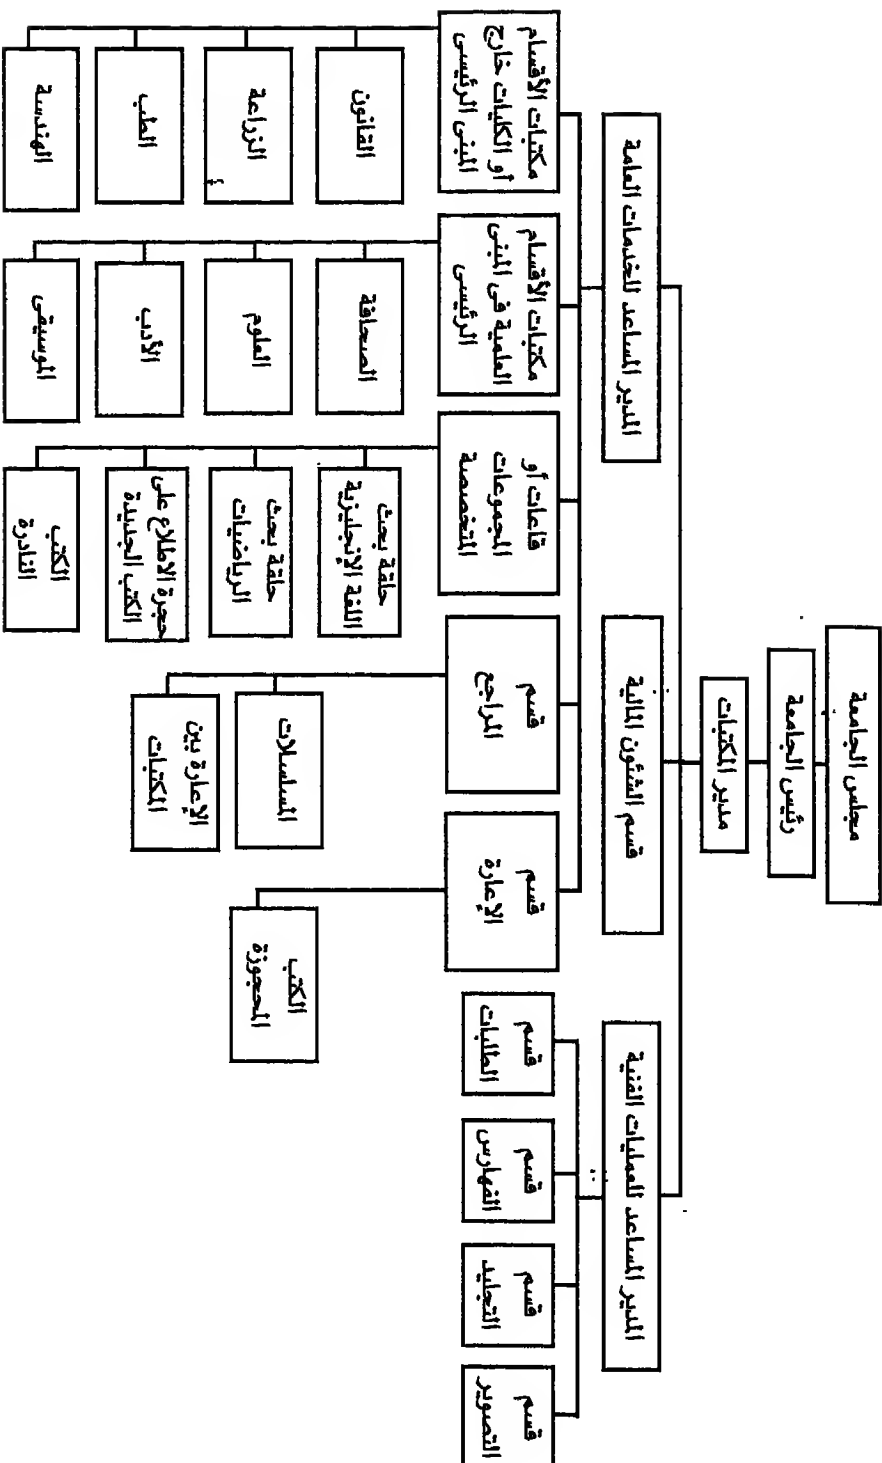 مجلس الجامعة
رئيس الجامعة
مدير المكتبات
المدير المساعد للخدمات العامة
قسم الشئون المالية
المدير المساعد للعمليات الفنية
مكتبات الأقسام
أو الكليات خارج
المبنى الرئيسى
مكتبات الأقسام
العلمية فى المبنى
الرئيسى
قاعات أو
المجموعات
المتخصصة
قسم
المراجع
قسم
الإعارة
قسم
الطلبات
قسم
الفهارس
قسم
التجليد
قسم
التصوير
القانون
الزراعة
الطب
الهندسة
الصحافة
العلوم
الأدب
الموسيقى
حلقة بحث
اللغة الإنجليزية
حلقة بحث
الرياضيات
حجرة الاطلاع على
الكتب الجديدة
الكتب
النادرة
المسلسلات
الإعارة بين
المكتبات
الكتب
المحجوزة